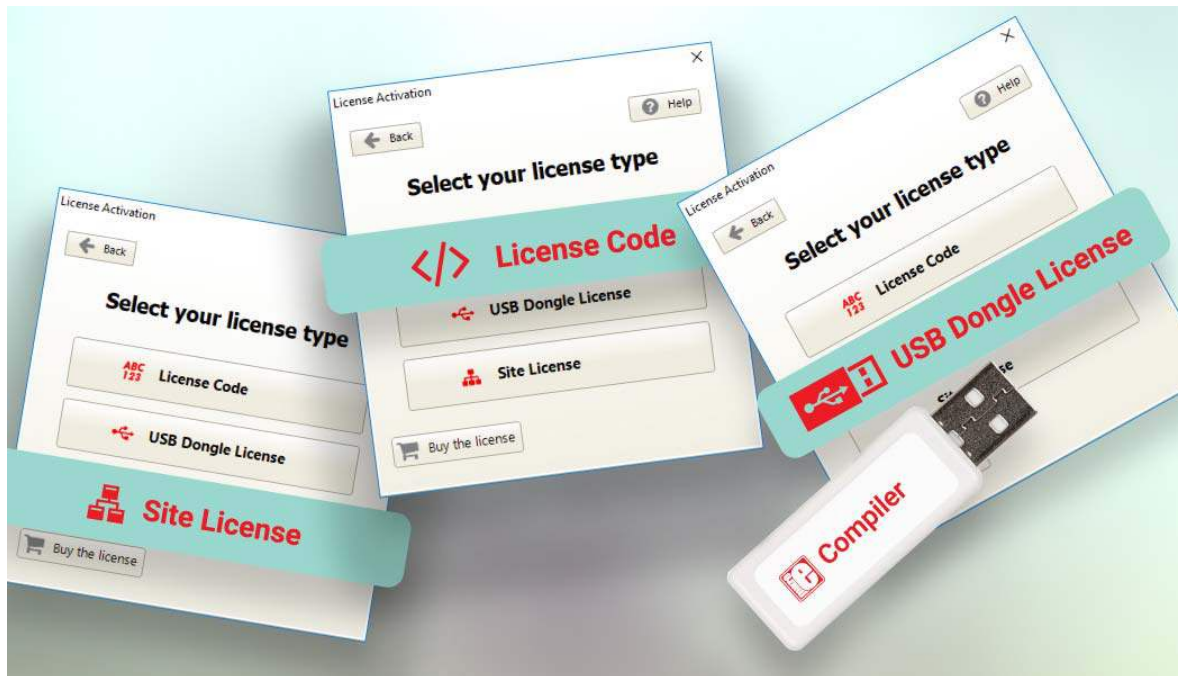 License Activation
Back
Select your license type
License Code
USB Dongle License
Site License
Buy the license
License Activation
Help
Back
Select your license type
</> License Code
USB Dongle License
Site License
Buy the license
License Activation
Help
Back
Select your license type
ABC
123
License Code
USB Dongle License
Compiler